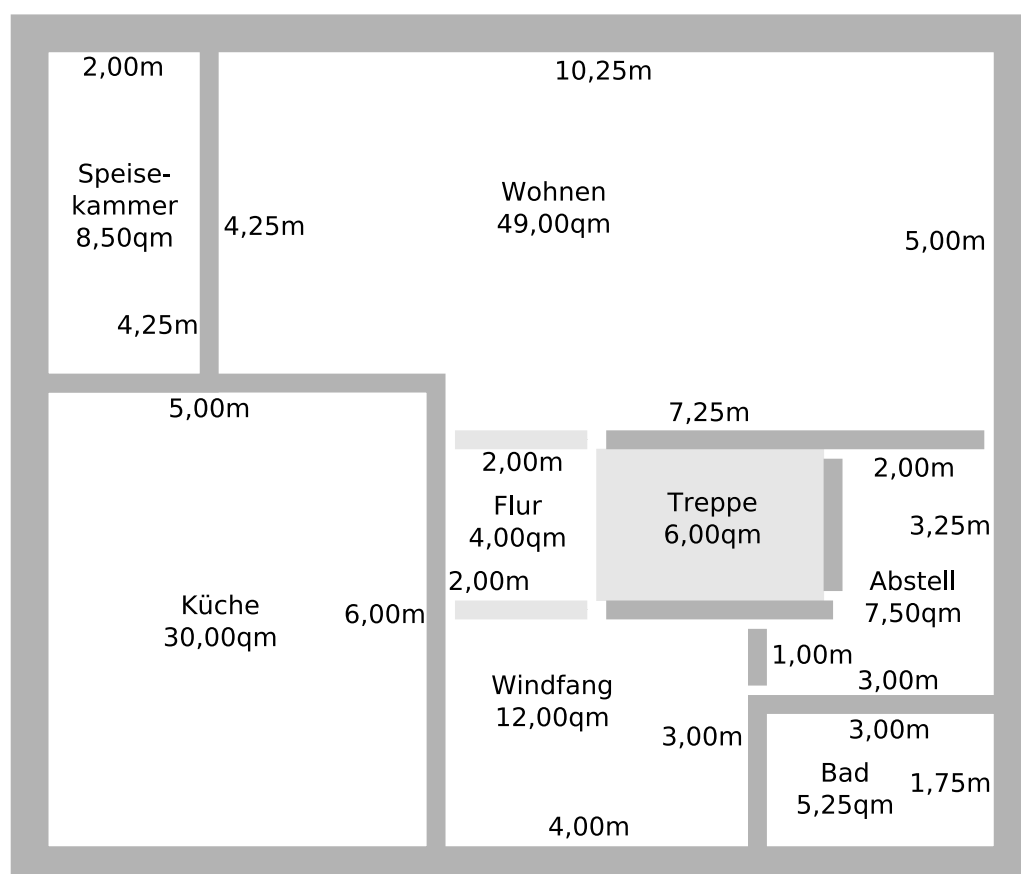 2,00m
10,25m
Speise-
kammer
8,50qm
4,25m
4,25m
Wohnen
49,00qm
5,00m
5,00m
7,25m
2,00m
Flur
4,00qm
2,00m
Treppe
6,00qm
2,00m
3,25m
Abstell
7,50qm
1,00m
3,00m
Küche
30,00qm
6,00m
Windfang
12,00qm
3,00m
4,00m
3,00m
Bad
5,25qm
1,75m